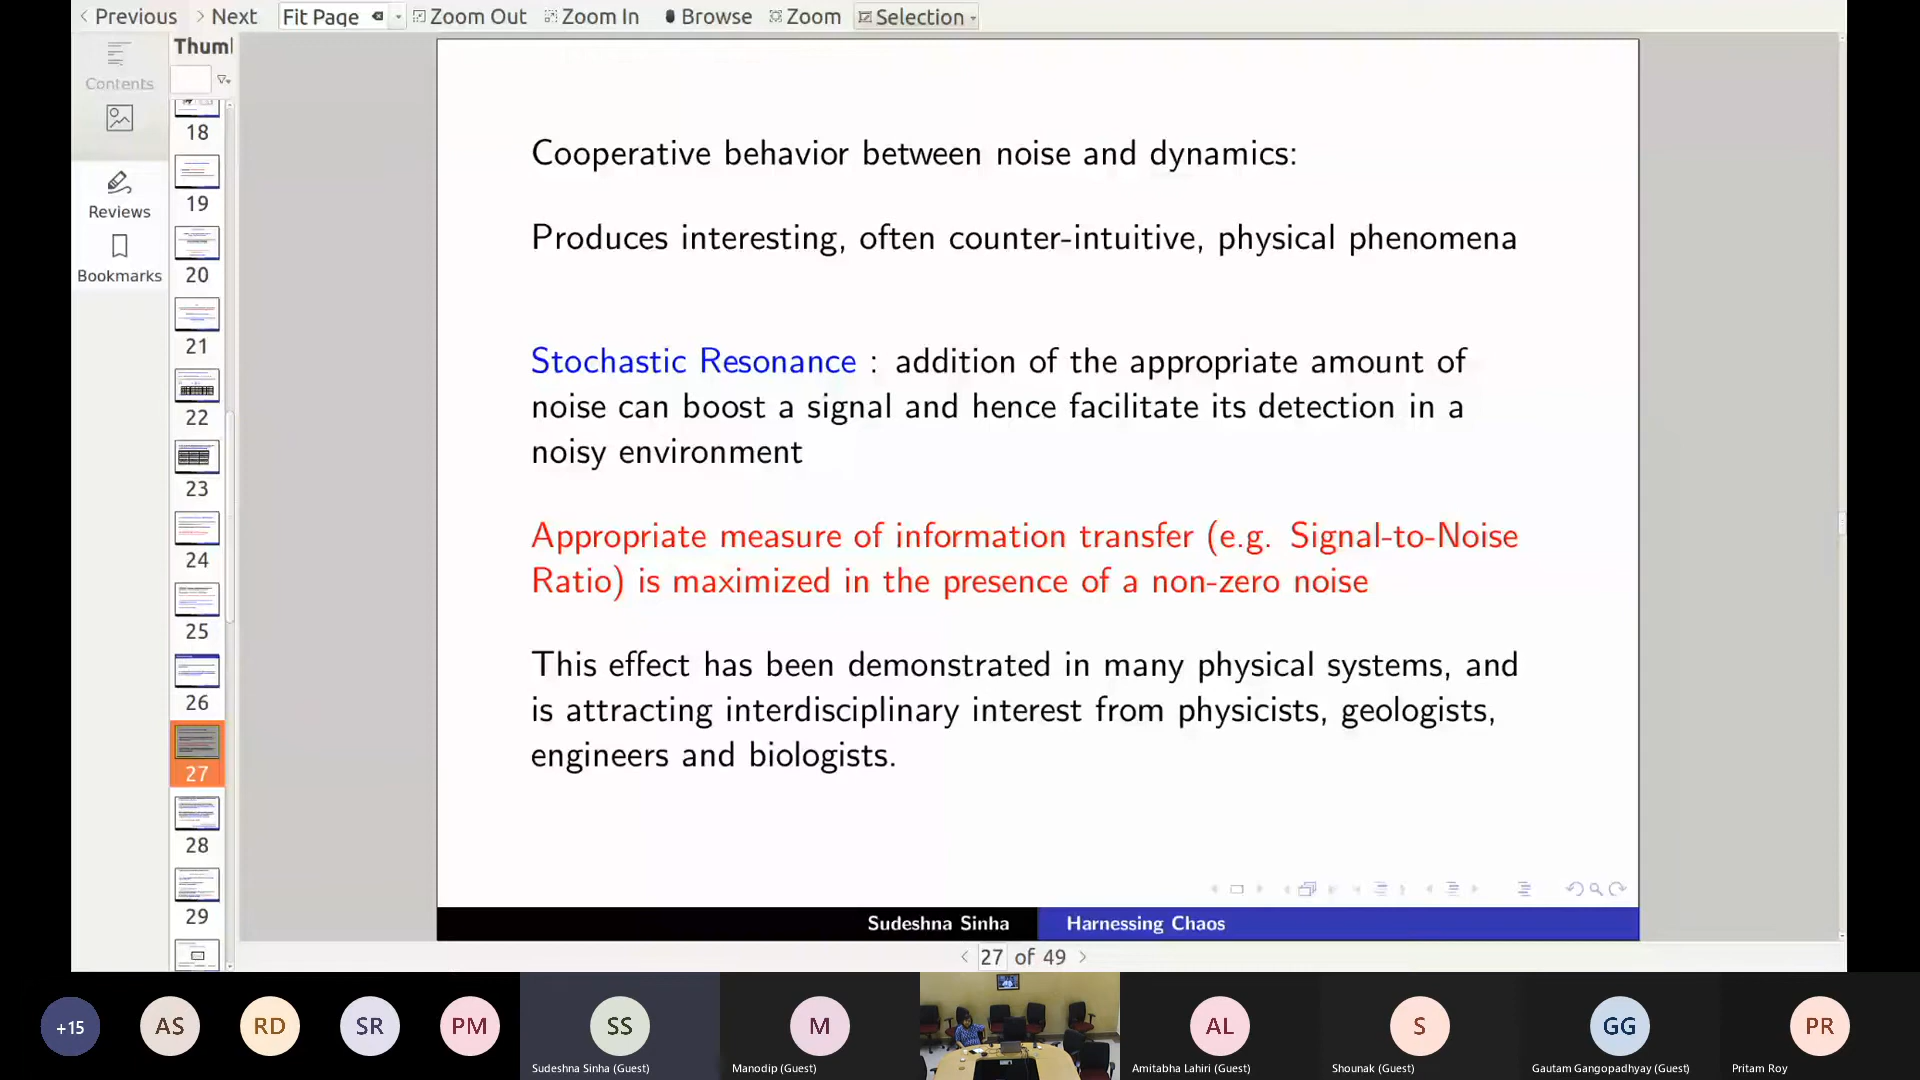 Previous Next Fit Page Zoom Out Zoom In Browse Zoom Selection
Thuml
Contents
Reviews
Bookmarks
18
19
20
21
22
23
24
25
26
27
28
29
Cooperative behavior between noise and dynamics:
Produces interesting, often counter-intuitive, physical phenomena
Stochastic Resonance : addition of the appropriate amount of
noise can boost a signal and hence facilitate its detection in a
noisy environment
Appropriate measure of information transfer (e.g. Signal-to-Noise
Ratio) is maximized in the presence of a non-zero noise
This effect has been demonstrated in many physical systems, and
is attracting interdisciplinary interest from physicists, geologists,
engineers and biologists.
Sudeshna Sinha Harnessing Chaos
27 of 49
+15 AS RD SR PM SS M AL S GG PR
Sudeshna Sinha (Guest) Manodip (Guest) Amitabha Lahiri (Guest) Shounak (Guest) Gautam Gangopadhyay (Guest) Pritam Roy